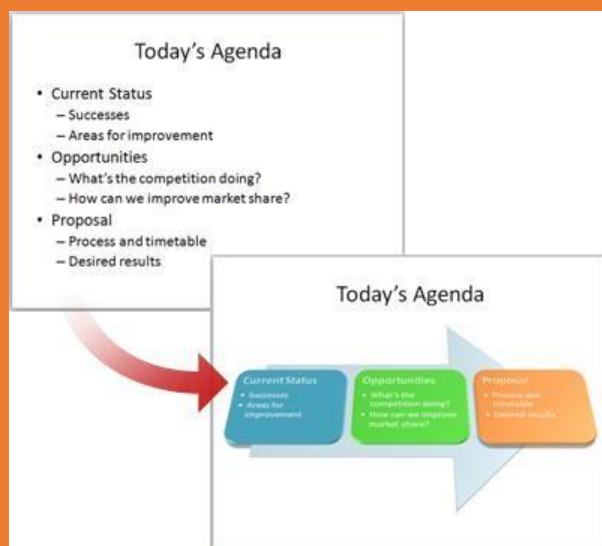 Today's Agenda
• Current Status
– Successes
– Areas for improvement
• Opportunities
– What's the competition doing?
– How can we improve market share?
• Proposal
– Process and timetable
– Desired results
Today's Agenda
Current Status
• Successes
• Areas for
improvement
Opportunities
• What's the
competition doing?
• How can we improve
market share?
Proposal
• Process and
timetable
• Desired results